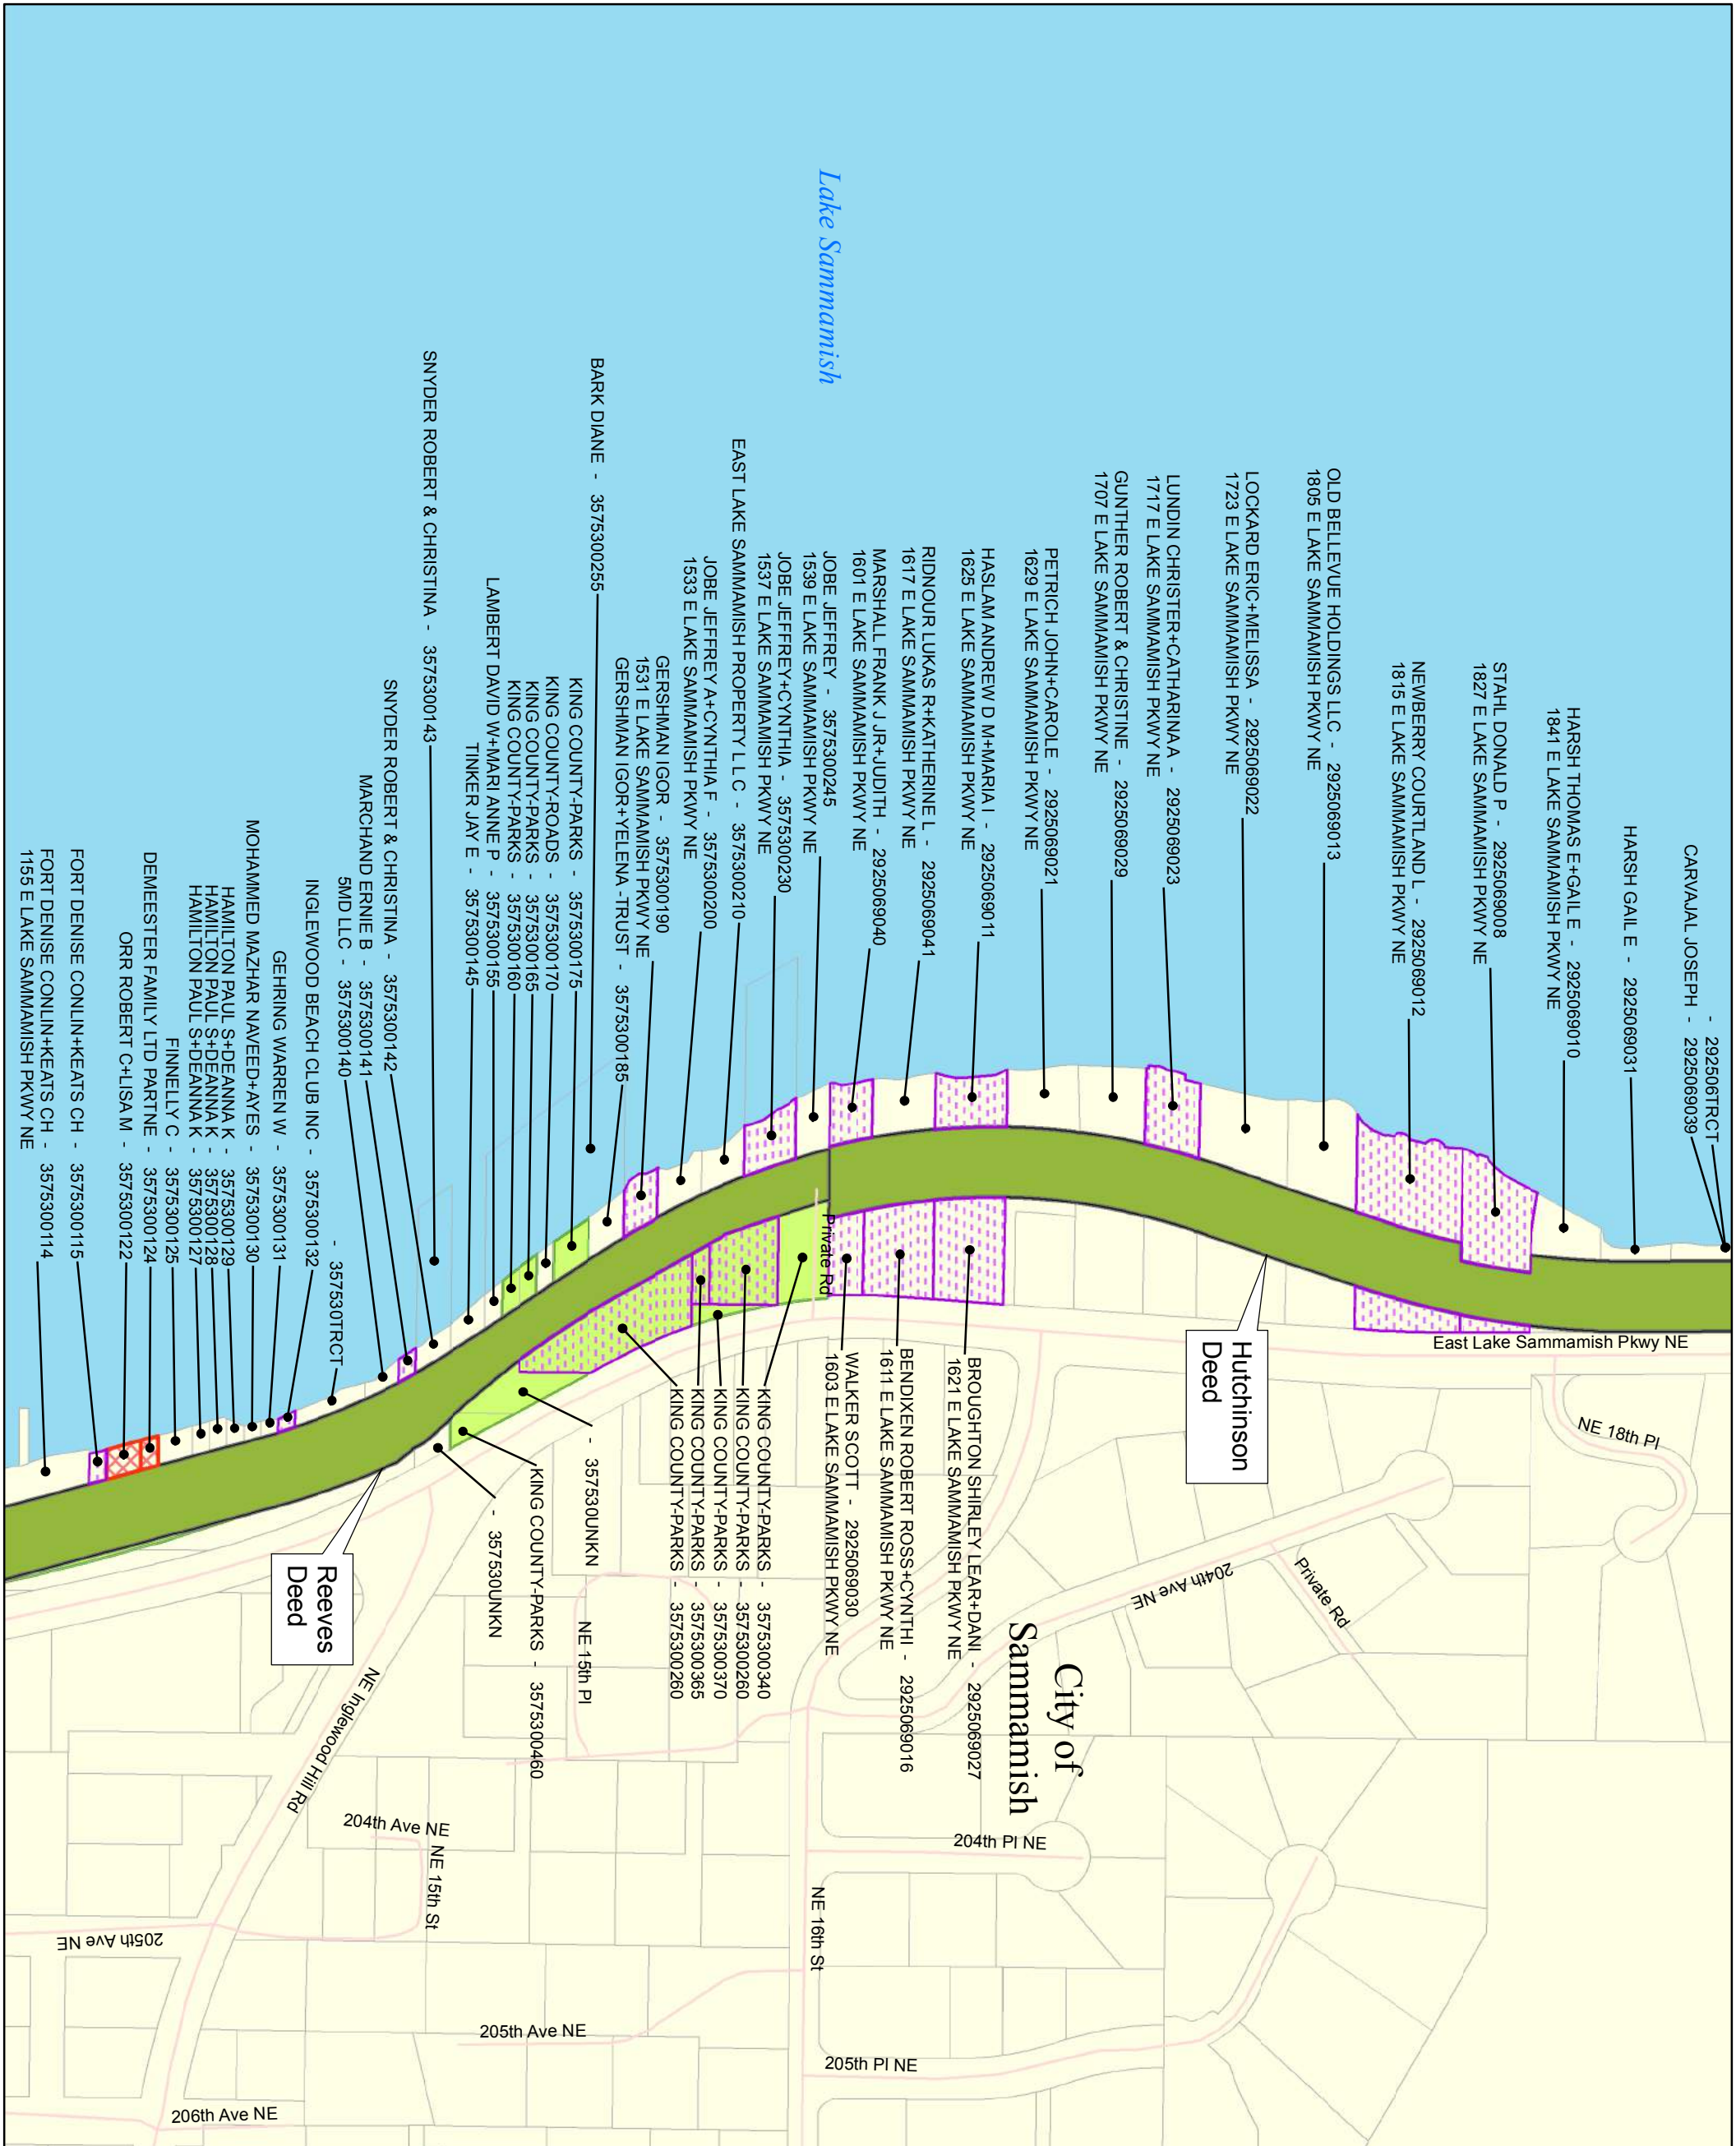 Lake Sammamish
- 292506TRCT
CARVAJAL JOSEPH - 2925069039
HARSH GAIL E - 2925069031
HARSH THOMAS E+GAIL E - 2925069010
1841 E LAKE SAMMAMISH PKWY NE
STAHL DONALD P - 2925069008
1827 E LAKE SAMMAMISH PKWY NE
NEWBERRY COURTLAND L - 2925069012
1815 E LAKE SAMMAMISH PKWY NE
OLD BELLEVUE HOLDINGS LLC - 2925069013
1805 E LAKE SAMMAMISH PKWY NE
LOCKARD ERIC+MELISSA - 2925069022
1723 E LAKE SAMMAMISH PKWY NE
LUNDIN CHRISTER+CATHARINA A - 2925069023
1717 E LAKE SAMMAMISH PKWY NE
GUNTHER ROBERT & CHRISTINE - 2925069029
1707 E LAKE SAMMAMISH PKWY NE
PETRICH JOHN+CAROLE - 2925069021
1629 E LAKE SAMMAMISH PKWY NE
HASLAM ANDREW D M+MARIA I - 2925069011
1625 E LAKE SAMMAMISH PKWY NE
RIDNOUR LUKAS R+KATHERINE L - 2925069041
1617 E LAKE SAMMAMISH PKWY NE
MARSHALL FRANK J JR+JUDITH - 2925069040
1601 E LAKE SAMMAMISH PKWY NE
JOBE JEFFREY - 3575300245
1539 E LAKE SAMMAMISH PKWY NE
JOBE JEFFREY+CYNTHIA - 3575300230
1537 E LAKE SAMMAMISH PKWY NE
EAST LAKE SAMMAMISH PROPERTY L L C - 3575300210
JOBE JEFFREY A+CYNTHIA F - 3575300200
1533 E LAKE SAMMAMISH PKWY NE
GERSHMAN IGOR - 3575300190
1531 E LAKE SAMMAMISH PKWY NE
GERSHMAN IGOR+YELENA -TRUST - 3575300185
BARK DIANE - 3575300255
KING COUNTY-PARKS - 3575300175
KING COUNTY-ROADS - 3575300170
KING COUNTY-PARKS - 3575300165
KING COUNTY-PARKS - 3575300160
LAMBERT DAVID W+MARI ANNE P - 3575300155
TINKER JAY E - 3575300145
SNYDER ROBERT & CHRISTINA - 3575300143
SNYDER ROBERT & CHRISTINA - 3575300142
MARCHAND ERNIE B - 3575300141
5MD LLC - 3575300140
- 357530TRCT
INGLEWOOD BEACH CLUB INC - 3575300132
GEHRING WARREN W - 3575300131
MOHAMMED MAZHAR NAVEED+AYES - 3575300130
HAMILTON PAUL S+DEANNA K - 3575300129
HAMILTON PAUL S+DEANNA K - 3575300128
HAMILTON PAUL S+DEANNA K - 3575300127
FINNELLY C - 3575300125
DEMEESTER FAMILY LTD PARTNE - 3575300124
ORR ROBERT C+LISA M - 3575300122
FORT DENISE CONLIN+KEATS CH - 3575300115
FORT DENISE CONLIN+KEATS CH - 3575300114
1155 E LAKE SAMMAMISH PKWY NE
East Lake Sammamish Pkwy NE
NE 18th Pl
Hutchinson
Deed
204th Ave NE
Private Rd
City of
Sammamish
BROUGHTON SHIRLEY LEAR+DANI - 2925069027
1621 E LAKE SAMMAMISH PKWY NE
BENDIXEN ROBERT ROSS+CYNTHI - 2925069016
1611 E LAKE SAMMAMISH PKWY NE
WALKER SCOTT - 2925069030
1603 E LAKE SAMMAMISH PKWY NE
Private Rd
KING COUNTY-PARKS - 3575300340
KING COUNTY-PARKS - 3575300260
KING COUNTY-PARKS - 3575300370
KING COUNTY-PARKS - 3575300365
KING COUNTY-PARKS - 3575300260
- 357530UNKN
NE 15th Pl
KING COUNTY-PARKS - 3575300460
- 357530UNKN
Reeves
Deed
NE Inglewood Hill Rd
204th Pl NE
NE 16th St
204th Ave NE
NE 15th St
205th Ave NE
205th Ave NE
205th Pl NE
206th Ave NE